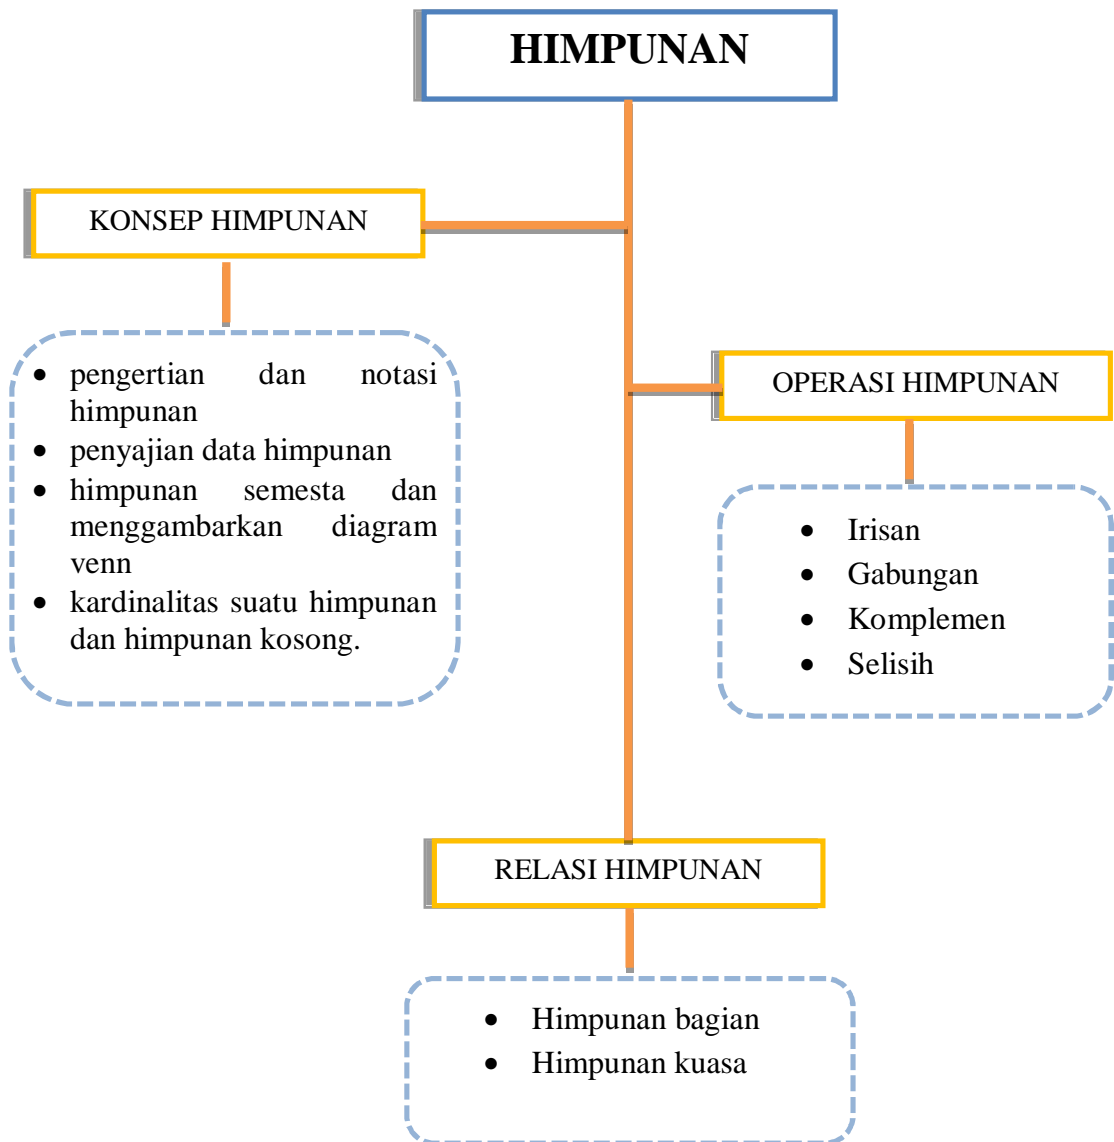 HIMPUNAN
KONSEP HIMPUNAN
• pengertian dan notasi
himpunan
• penyajian data himpunan
• himpunan semesta dan
menggambarkan diagram
venn
• kardinalitas suatu himpunan
dan himpunan kosong.
OPERASI HIMPUNAN
• Irisan
• Gabungan
• Komplemen
• Selisih
RELASI HIMPUNAN
• Himpunan bagian
• Himpunan kuasa